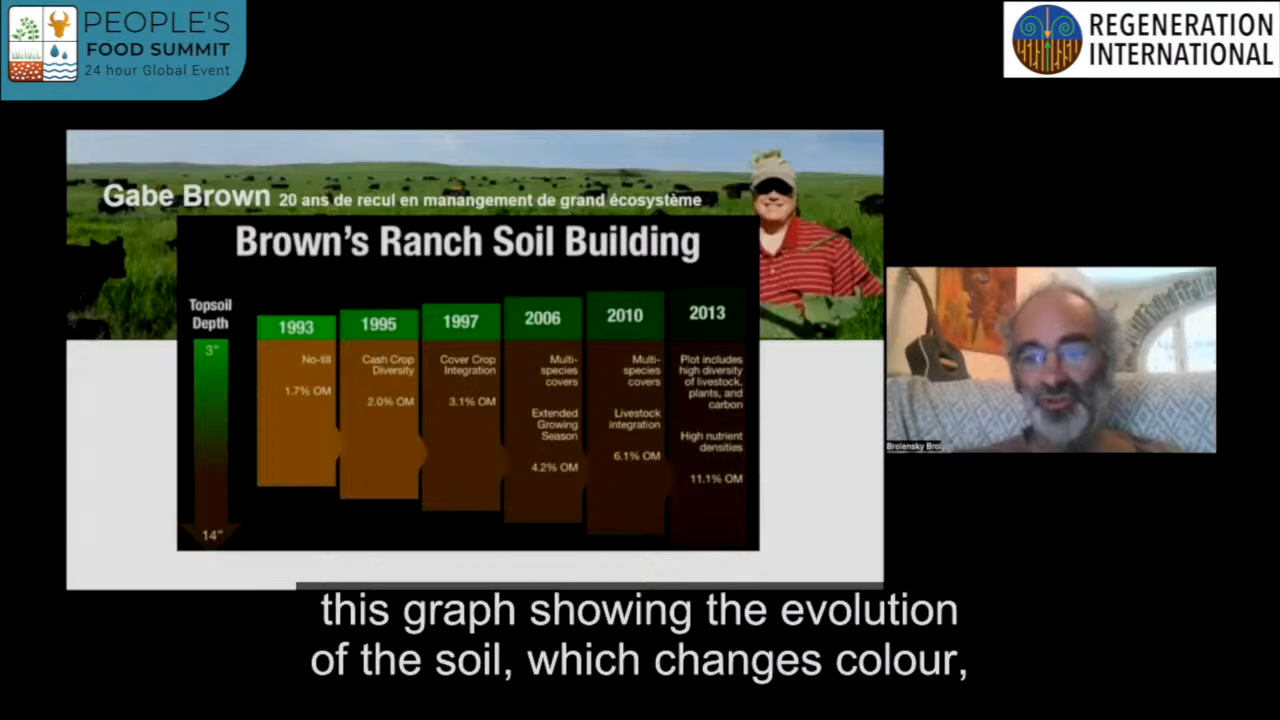 PEOPLE'S
FOOD SUMMIT
24 hour Global Event
REGENERATION
INTERNATIONAL
Gabe Brown 20 ans de recul en manangement de grand écosystème
Brown's Ranch Soil Building
Topsoil
Depth
3"
14"
1993
No-till
1.7% OM
1995
Cash Crop
Diversity
2.0% OM
1997
Cover Crop
Integration
3.1% OM
2006
Multi-
species
covers
Extended
Growing
Season
4.2% OM
2010
Multi-
species
covers
Livestock
integration
6.1% OM
2013
Plot includes
high diversity
of livestock,
plants, and
carbon
High nutrient
densities
11.1% OM
Brolensky Brol
this graph showing the evolution
of the soil, which changes colour,